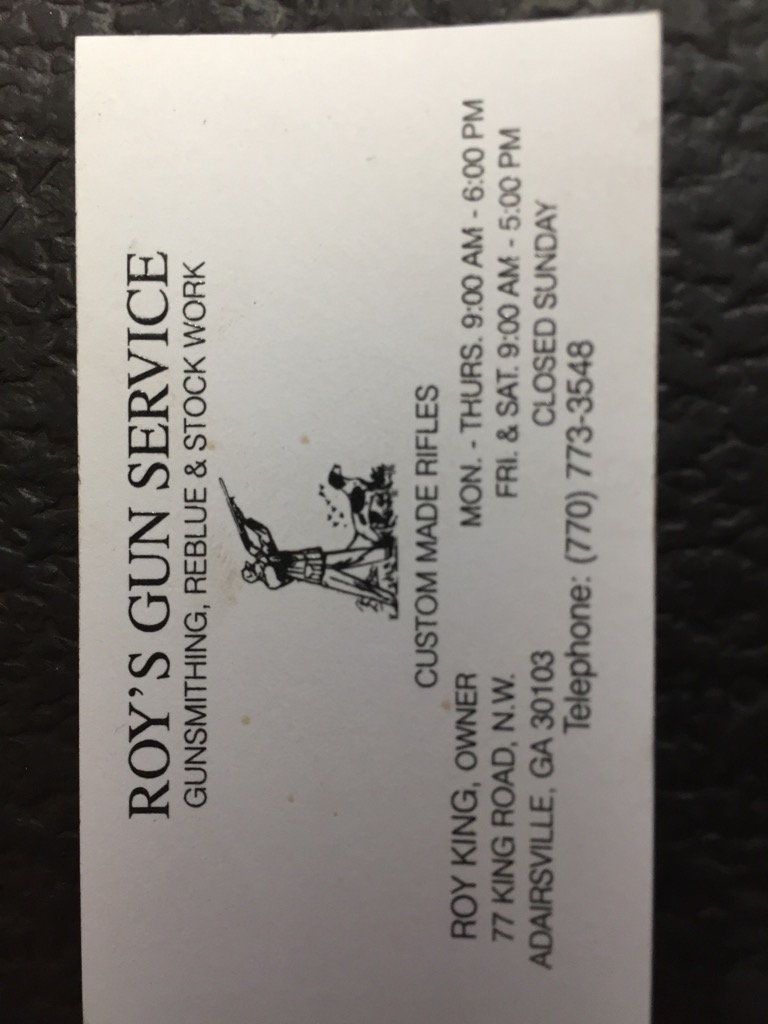 ROY'S GUN SERVICE
GUNSMITHING, REBLUE & STOCK WORK
CUSTOM MADE RIFLES
ROY KING, OWNER
77 KING ROAD, N.W.
ADAIRSVILLE, GA 30103
MON. - THURS. 9:00 AM - 6:00 PM
FRI. & SAT. 9:00 AM - 5:00 PM
CLOSED SUNDAY
Telephone: (770) 773-3548